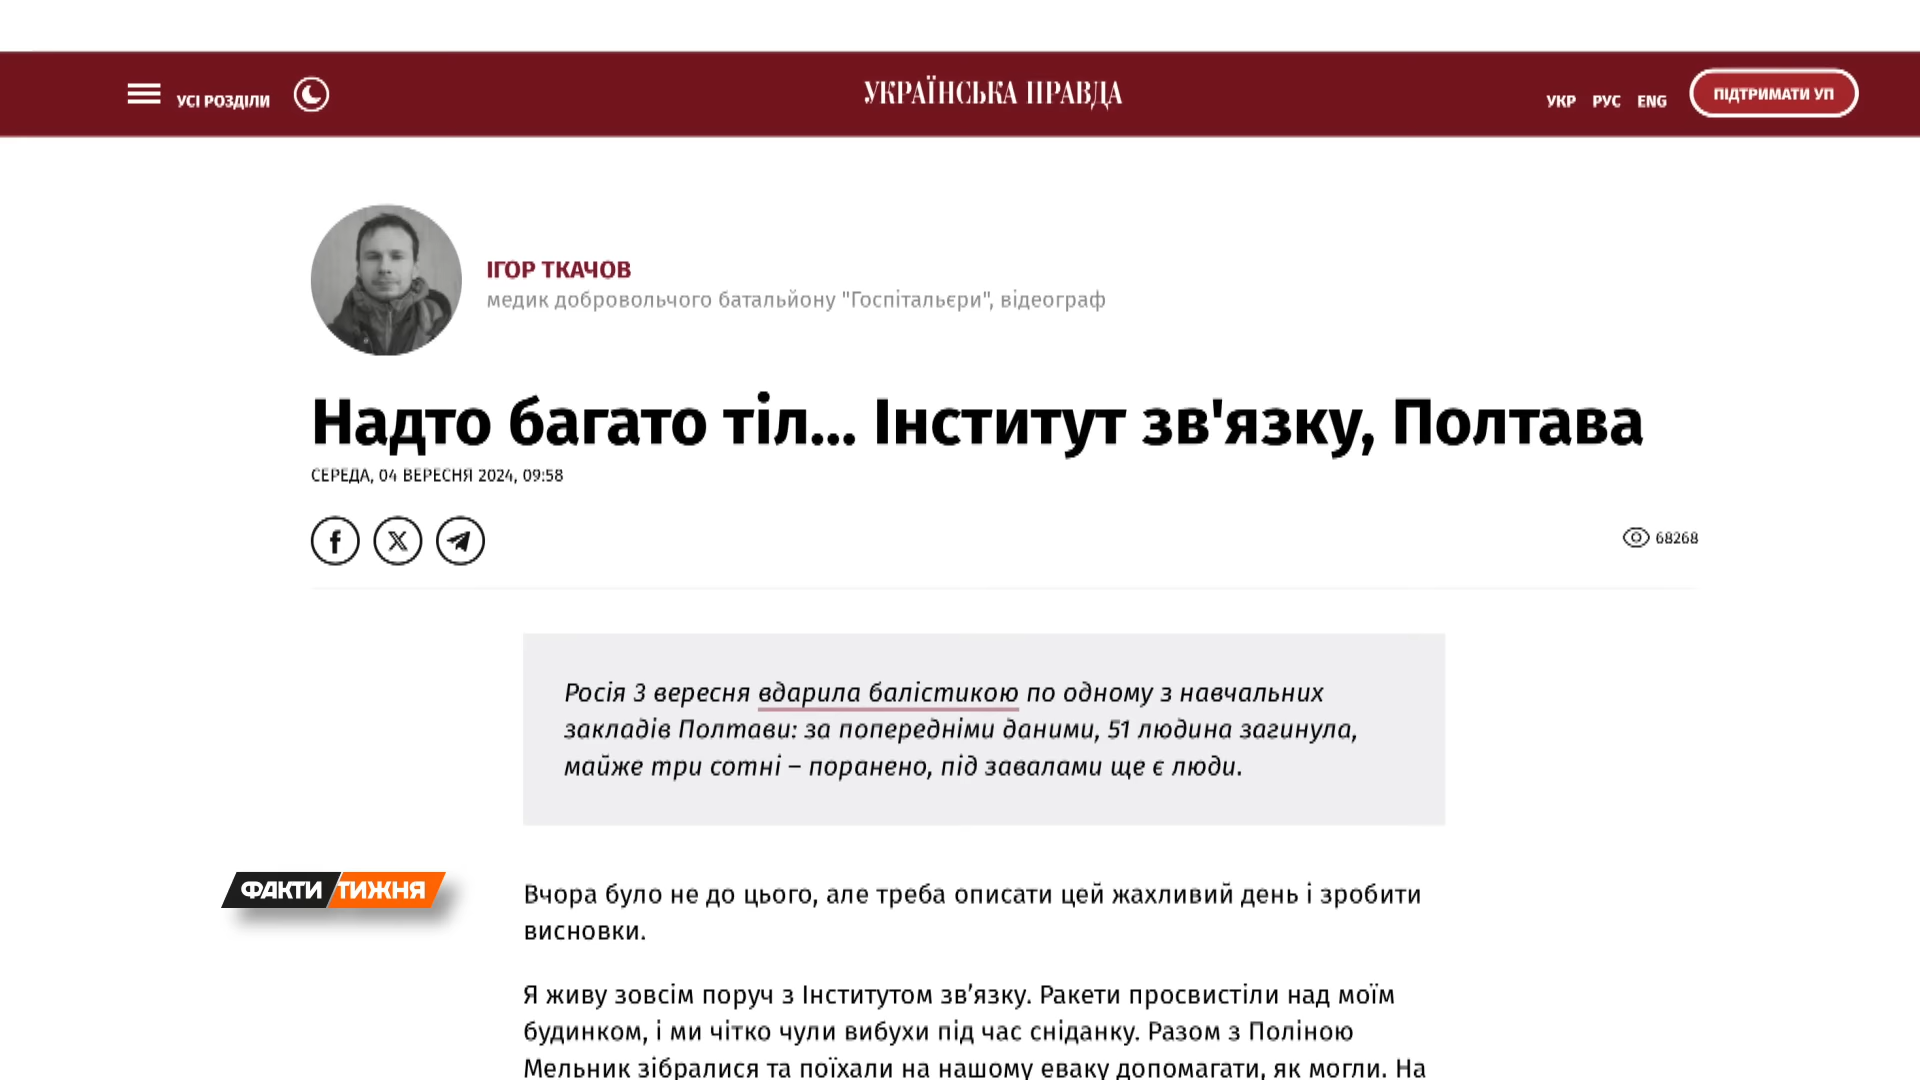 УСІ РОЗДІЛИ
УКРАЇНСЬКА ПРАВДА
УКР РУС ENG
ПІДТРИМАТИ УП
ІГОР ТКАЧОВ
медик добровольчого батальйону "Госпітальєри", відеограф
Надто багато тіл... Інститут зв'язку, Полтава
СЕРЕДА, 04 ВЕРЕСНЯ 2024, 09:58
68268
Росія 3 вересня вдарила балістикою по одному з навчальних
закладів Полтави: за попередніми даними, 51 людина загинула,
майже три сотні – поранено, під завалами ще є люди.
ФАКТИ ТИЖНЯ
Вчора було не до цього, але треба описати цей жахливий день і зробити
висновки.
Я живу зовсім поруч з Інститутом зв’язку. Ракети просвистіли над моїм
будинком, і ми чітко чули вибухи під час сніданку. Разом з Поліною
Мельник зібралися та поїхали на нашому еваку допомагати, як могли. На